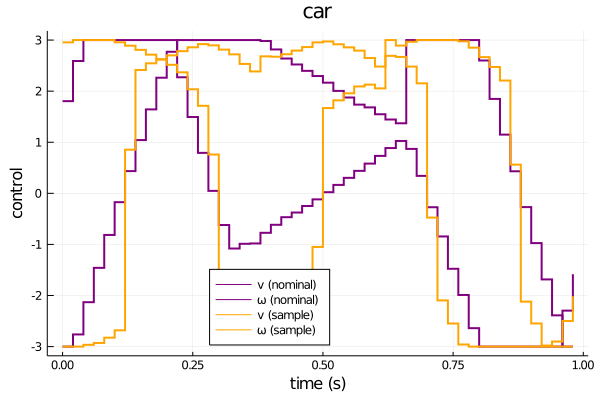 car
control
3
2
1
0
-1
-2
-3
v (nominal)
ω (nominal)
v (sample)
ω (sample)
0.00 0.25 0.50 0.75 1.00
time (s)